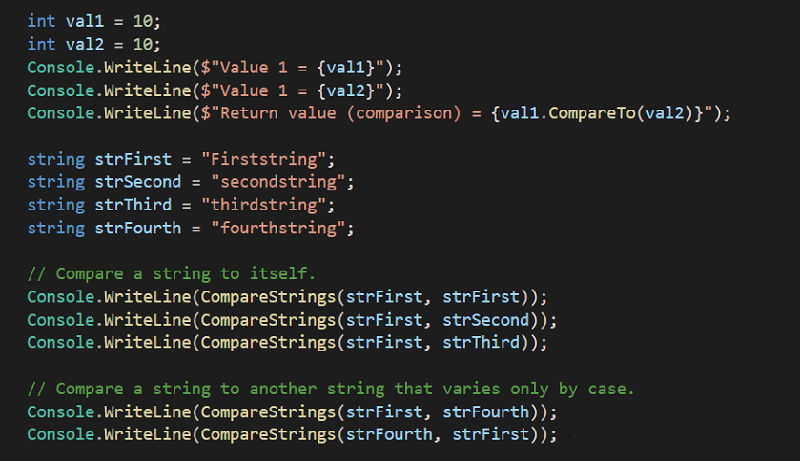 int val1 = 10;
int val2 = 10;
Console.WriteLine($"Value 1 = {val1}");
Console.WriteLine($"Value 1 = {val2}");
Console.WriteLine($"Return value (comparison) = {val1.CompareTo(val2)}");
string strFirst = "Firststring";
string strSecond = "secondstring";
string strThird = "thirdstring";
string strFourth = "fourthstring";
// Compare a string to itself.
Console.WriteLine(CompareStrings(strFirst, strFirst));
Console.WriteLine(CompareStrings(strFirst, strSecond));
Console.WriteLine(CompareStrings(strFirst, strThird));
// Compare a string to another string that varies only by case.
Console.WriteLine(CompareStrings(strFirst, strFourth));
Console.WriteLine(CompareStrings(strFourth, strFirst));